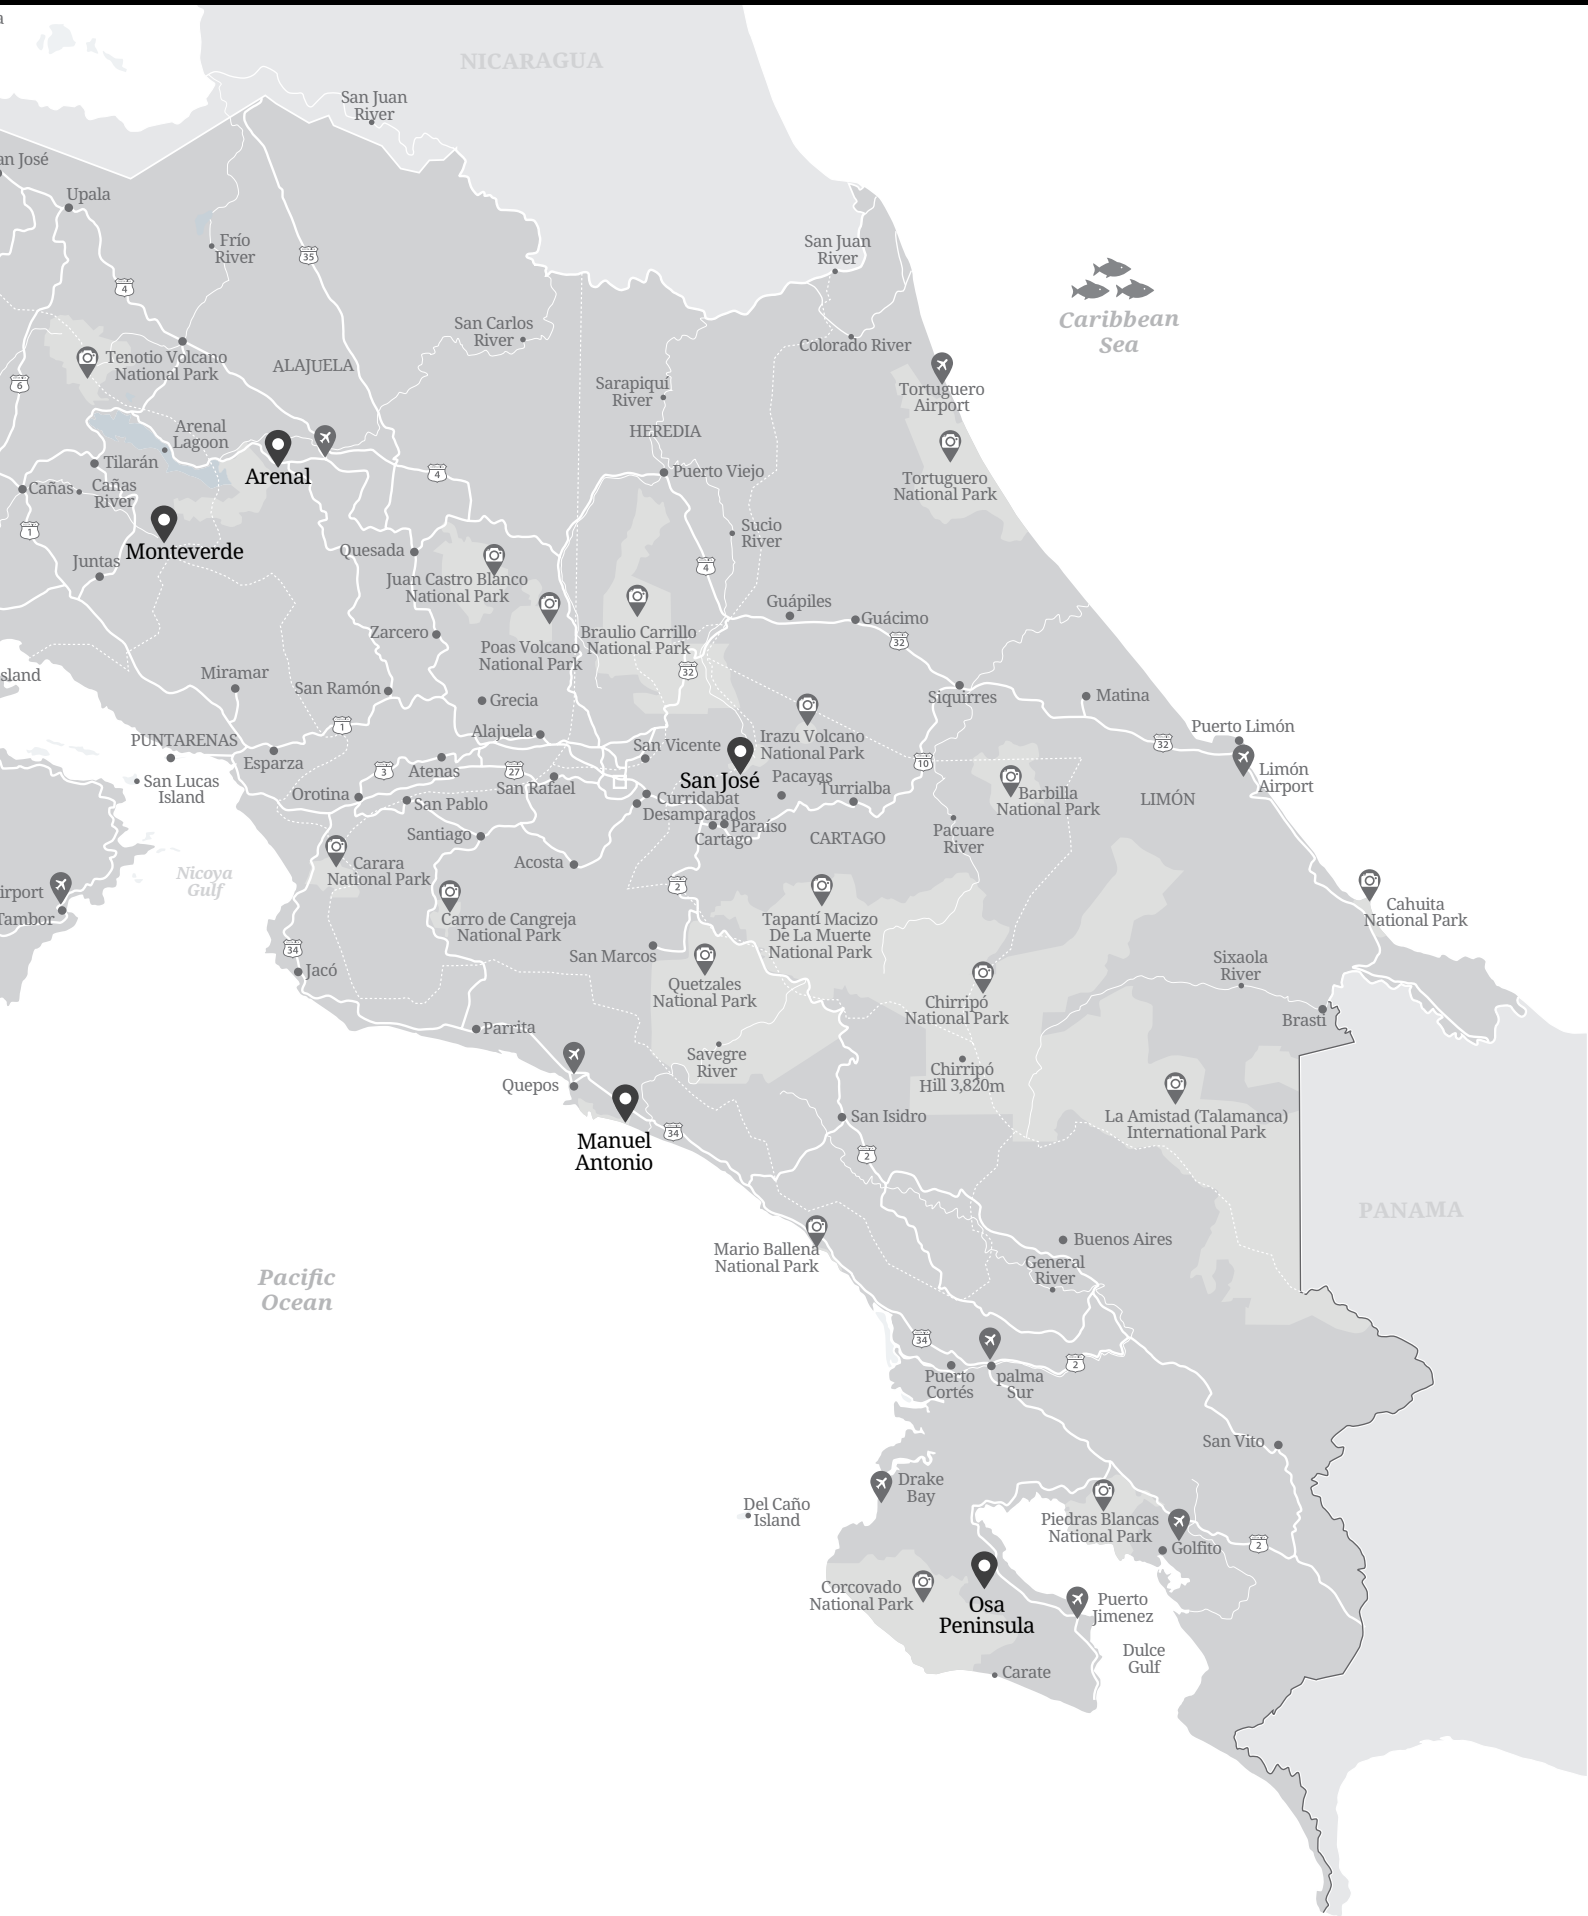 a
NICARAGUA
San Juan
River
an José
Upala
Frío
River
35
San Juan
River
4
Caribbean
Sea
San Carlos
River
Colorado River
Tenotio Volcano
National Park
ALAJUELA
6
Sarapiquí
River
Tortuguero
Airport
Arenal
Lagoon
HEREDIA
Tilarán
Arenal
4
Puerto Viejo
Tortuguero
National Park
Cañas
Cañas
River
1
Monteverde
Sucio
River
Juntas
Quesada
4
Juan Castro Blanco
National Park
Guápiles
Guácimo
Zarcero
Poas Volcano
National Park
Braulio Carrillo
National Park
32
32
sland
Miramar
San Ramón
Grecia
Siquirres
Matina
1
Alajuela
Puerto Limón
PUNTARENAS
San Vicente
Irazu Volcano
National Park
32
Esparza
3
Atenas
27
San José
10
Limón
Airport
San Lucas
Island
Orotina
San Pablo
San Rafael
Curridabat
Pacayas
Turrialba
Barbilla
National Park
LIMÓN
Desamparados
Santiago
Paraíso
Cartago
CARTAGO
Pacuare
River
Nicoya
Gulf
Carara
National Park
Acosta
2
irport
Tambor
Carro de Cangreja
National Park
Tapantí Macizo
De La Muerte
National Park
Cahuita
National Park
34
Jacó
San Marcos
Quetzales
National Park
Sixaola
River
Chirripó
National Park
Brasti
Parrita
Savegre
River
Chirripó
Hill 3,820m
Quepos
34
San Isidro
La Amistad (Talamanca)
International Park
Manuel
Antonio
2
PANAMA
Mario Ballena
National Park
Buenos Aires
General
River
Pacific
Ocean
34
2
Puerto
Cortés
palma
Sur
San Vito
Drake
Bay
Del Caño
Island
Piedras Blancas
National Park
Golfito
2
Corcovado
National Park
Osa
Peninsula
Puerto
Jimenez
Dulce
Gulf
Carate